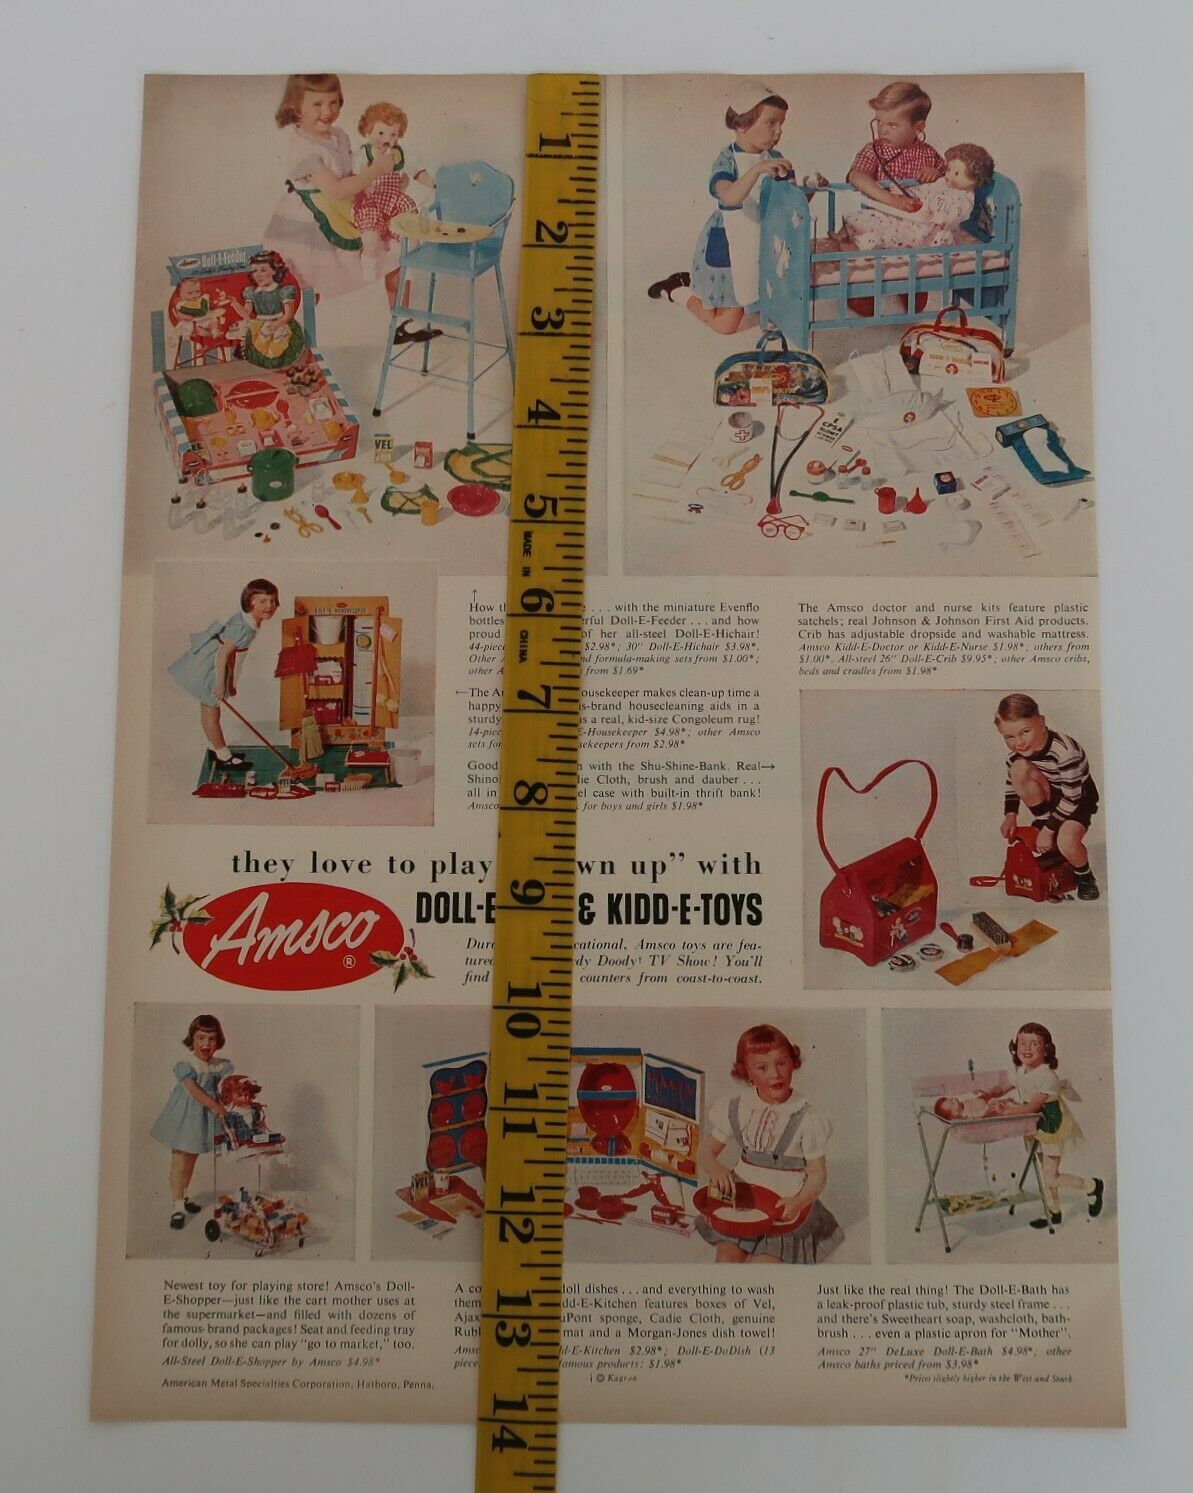 Doll-E-Feeder
VEL
DOLL-E-HOUSEKEEPER
How th
e . . . with the miniature Evenflo
bottles
erful Doll-E-Feeder . . . and how
proud
of her all-steel Doll-E-Hichair!
44-piece
$2.98*; 30" Doll-E-Hichair $3.98*.
Other
nd formula-making sets from $1.00*;
other A
from $1.69*
←The A
ousekeeper makes clean-up time a
happy
s-brand housecleaning aids in a
sturdy
s a real, kid-size Congoleum rug!
14-piec
E-Housekeeper $4.98*; other Amsco
sets for
sekeepers from $2.98*
Good
n with the Shu-Shine-Bank. Real→
Shinol
ie Cloth, brush and dauber . . .
all in
el case with built-in thrift bank!
Amsco
for boys and girls $1.98*
The Amsco doctor and nurse kits feature plastic
satchels; real Johnson & Johnson First Aid products.
Crib has adjustable dropside and washable mattress.
Amsco Kidd-E-Doctor or Kidd-E-Nurse $1.98*; others from
$1.00*. All-steel 26" Doll-E-Crib $9.95*; other Amsco cribs,
beds and cradles from $1.98*
they love to play
wn up" with
Amsco
®
DOLL-E
& KIDD-E-TOYS
Dur
cational, Amsco toys are fea-
ture
dy Doody† TV Show! You'll
find
counters from coast-to-coast.
Newest toy for playing store! Amsco's Doll-
E-Shopper—just like the cart mother uses at
the supermarket—and filled with dozens of
famous-brand packages! Seat and feeding tray
for dolly, so she can play "go to market," too.
All-Steel Doll-E-Shopper by Amsco $4.98*
American Metal Specialties Corporation, Hatboro, Penna.
A co
doll dishes . . . and everything to wash
them
dd-E-Kitchen features boxes of Vel,
Ajax
uPont sponge, Cadie Cloth, genuine
Rubb
mat and a Morgan-Jones dish towel!
Amsc
d-E-Kitchen $2.98*; Doll-E-DoDish (13
piece
famous products: $1.98*
© Kagran
Just like the real thing! The Doll-E-Bath has
a leak-proof plastic tub, sturdy steel frame . . .
and there's Sweetheart soap, washcloth, bath-
brush . . . even a plastic apron for "Mother".
Amsco 27" DeLuxe Doll-E-Bath $4.98*; other
Amsco baths priced from $3.98*
*Prices slightly higher in the West and South
1
2
3
4
5
MADE IN
CHINA
6
7
8
9
10
11
12
13
14